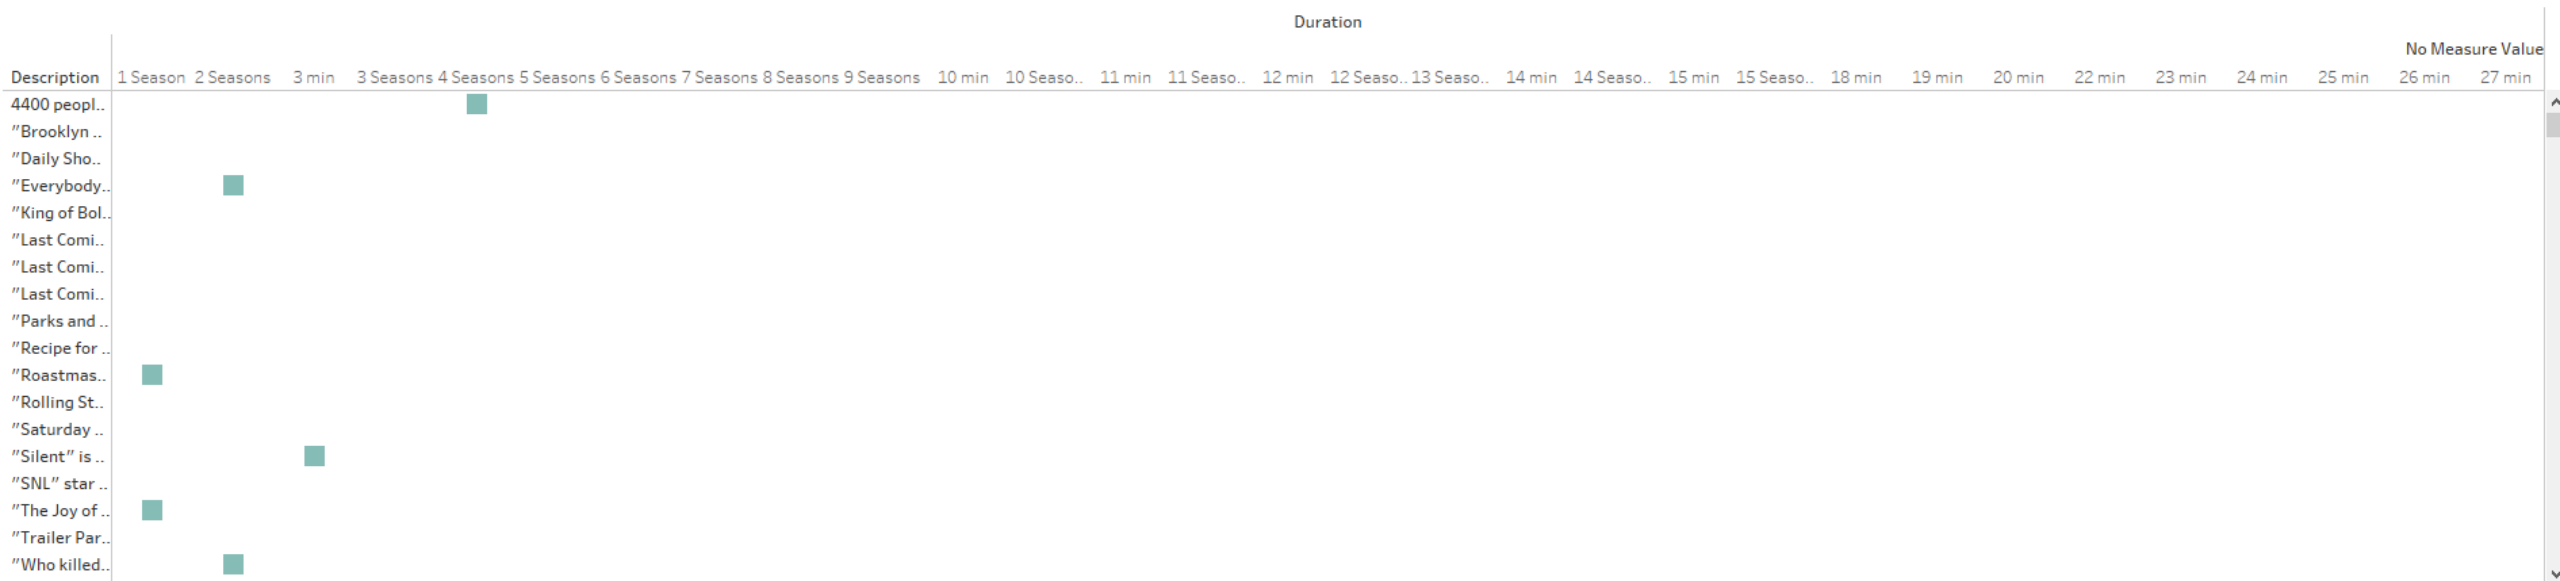 Duration
No Measure Value
Description 1 Season 2 Seasons 3 min 3 Seasons 4 Seasons 5 Seasons 6 Seasons 7 Seasons 8 Seasons 9 Seasons 10 min 10 Seaso.. 11 min 11 Seaso.. 12 min 12 Seaso.. 13 Seaso.. 14 min 14 Seaso.. 15 min 15 Seaso.. 18 min 19 min 20 min 22 min 23 min 24 min 25 min 26 min 27 min
4400 peopl..
"Brooklyn ..
"Daily Sho..
"Everybody..
"King of Bol..
"Last Comi..
"Last Comi..
"Last Comi..
"Parks and ..
"Recipe for ..
"Roastmas..
"Rolling St..
"Saturday ..
"Silent" is ..
"SNL" star ..
"The Joy of ..
"Trailer Par..
"Who killed..